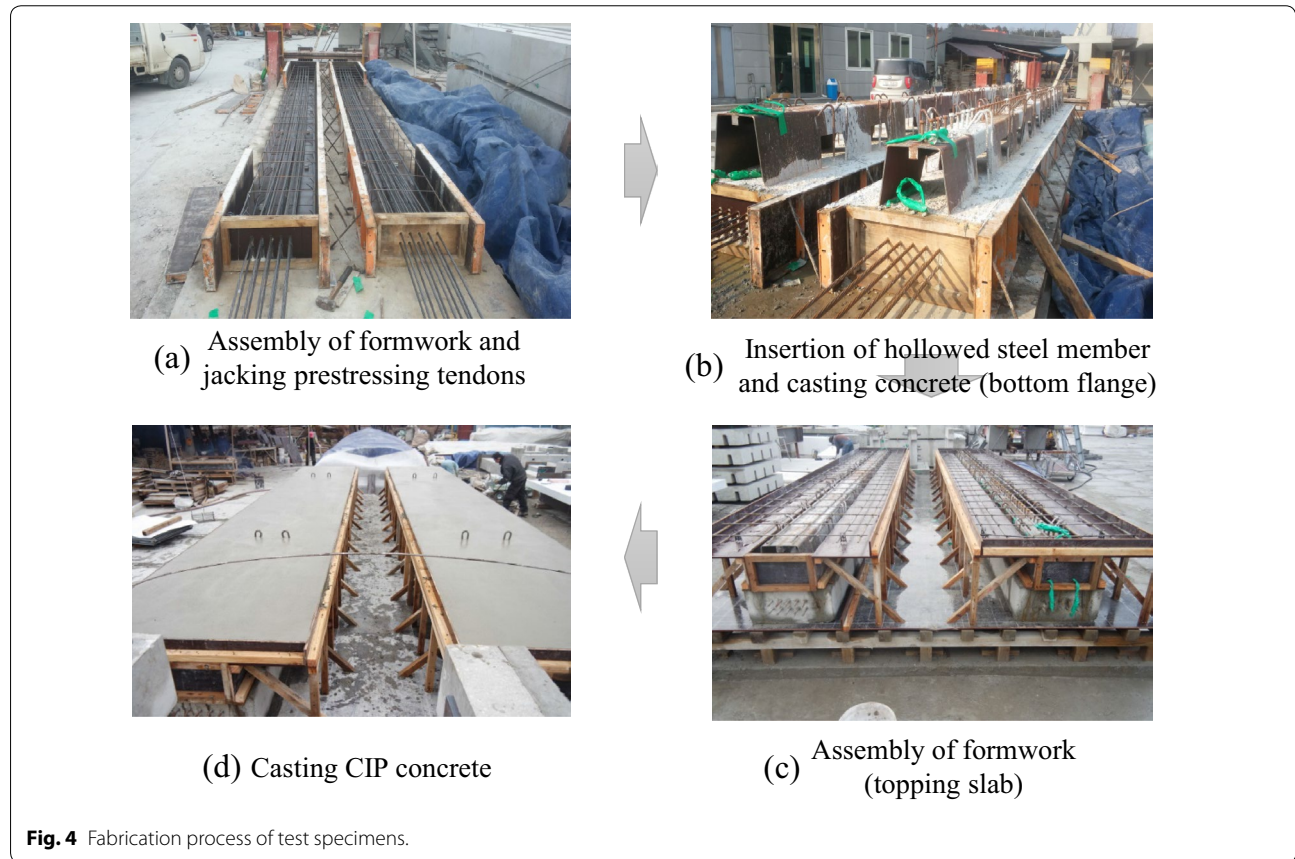 (a) Assembly of formwork and
jacking prestressing tendons
(b) Insertion of hollowed steel member
and casting concrete (bottom flange)
(d) Casting CIP concrete
(c) Assembly of formwork
(topping slab)
Fig. 4 Fabrication process of test specimens.